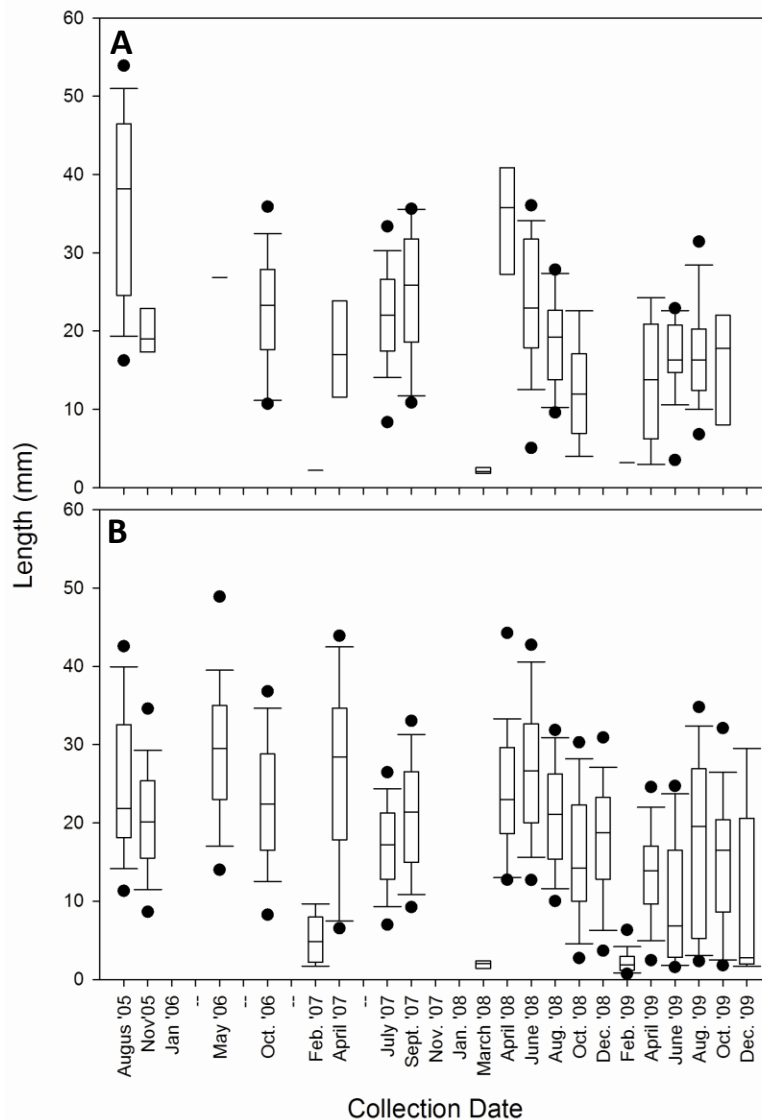 A
60
50
40
30
20
10
0
Length (mm)
B
60
50
40
30
20
10
0
Augus '05
Nov'05
Jan '06
--
May '06
--
Oct. '06
--
Feb. '07
April '07
--
July '07
Sept. '07
Nov. '07
Jan. '08
March '08
April '08
June '08
Aug. '08
Oct. '08
Dec. '08
Feb. '09
April '09
June '09
Aug. '09
Oct. '09
Dec. '09
Collection Date